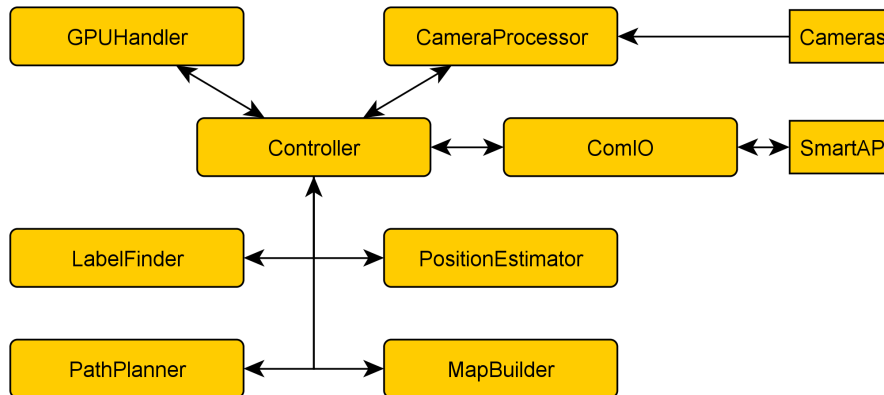 GPUHandler
CameraProcessor
Cameras
Controller
ComIO
SmartAP
LabelFinder
PositionEstimator
PathPlanner
MapBuilder